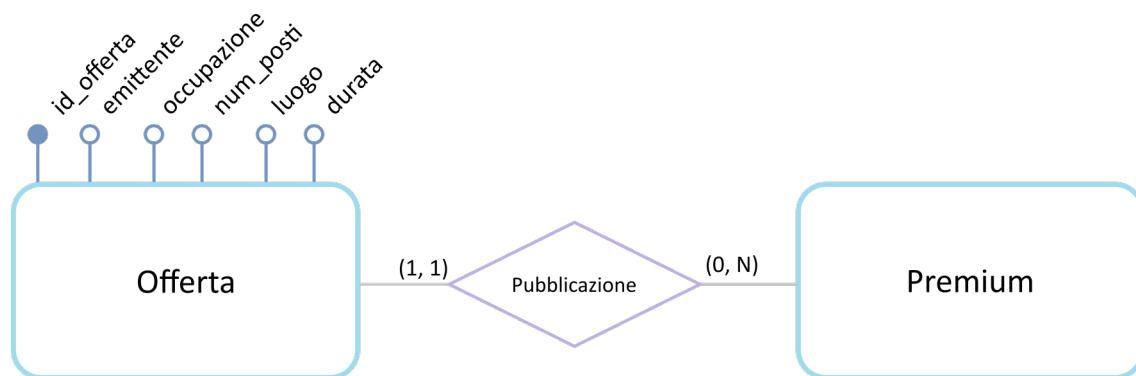 id_offerta
emittente
occupazione
num_posti
luogo
durata
Offerta
(1, 1)
Pubblicazione
(0, N)
Premium